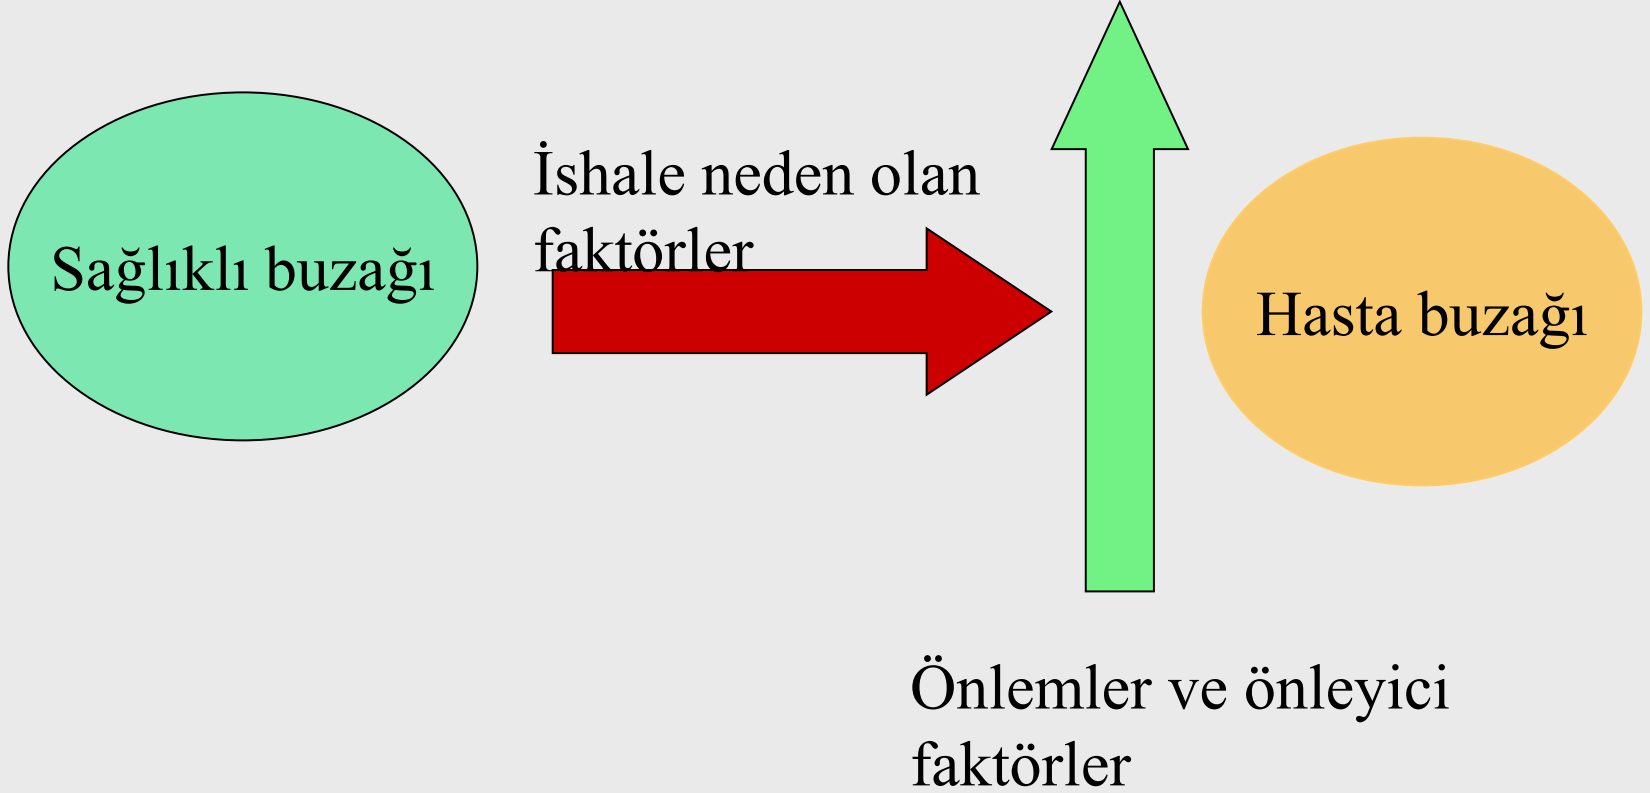 İshale neden olan
faktörler
Sağlıklı buzağı
Hasta buzağı
Önlemler ve önleyici
faktörler